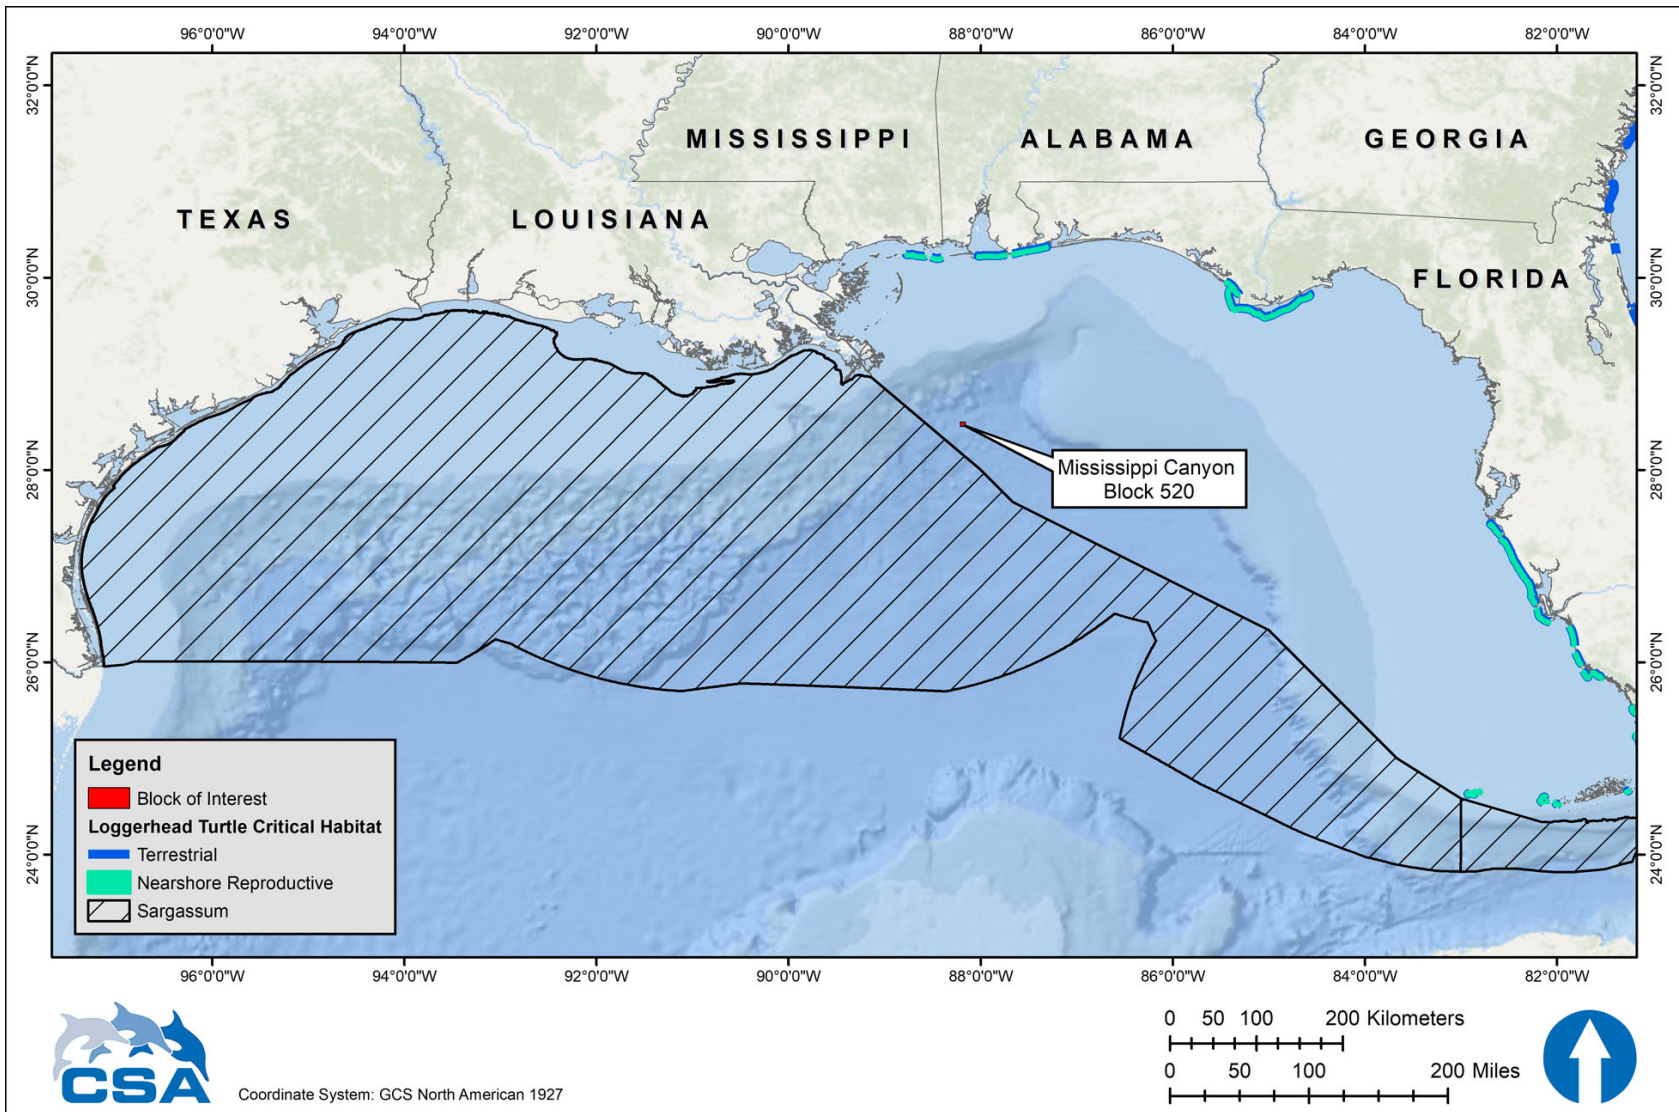 96°0'0"W 94°0'0"W 92°0'0"W 90°0'0"W 88°0'0"W 86°0'0"W 84°0'0"W 82°0'0"W
32°0'0"N 32°0'0"N
MISSISSIPPI ALABAMA GEORGIA
TEXAS LOUISIANA
30°0'0"N FLORIDA 30°0'0"N
28°0'0"N Mississippi Canyon 28°0'0"N
Block 520
26°0'0"N 26°0'0"N
Legend
Block of Interest
Loggerhead Turtle Critical Habitat
24°0'0"N Terrestrial 24°0'0"N
Nearshore Reproductive
Sargassum
96°0'0"W 94°0'0"W 92°0'0"W 90°0'0"W 88°0'0"W 86°0'0"W 84°0'0"W 82°0'0"W
0 50 100 200 Kilometers
0 50 100 200 Miles
CSA
Coordinate System: GCS North American 1927